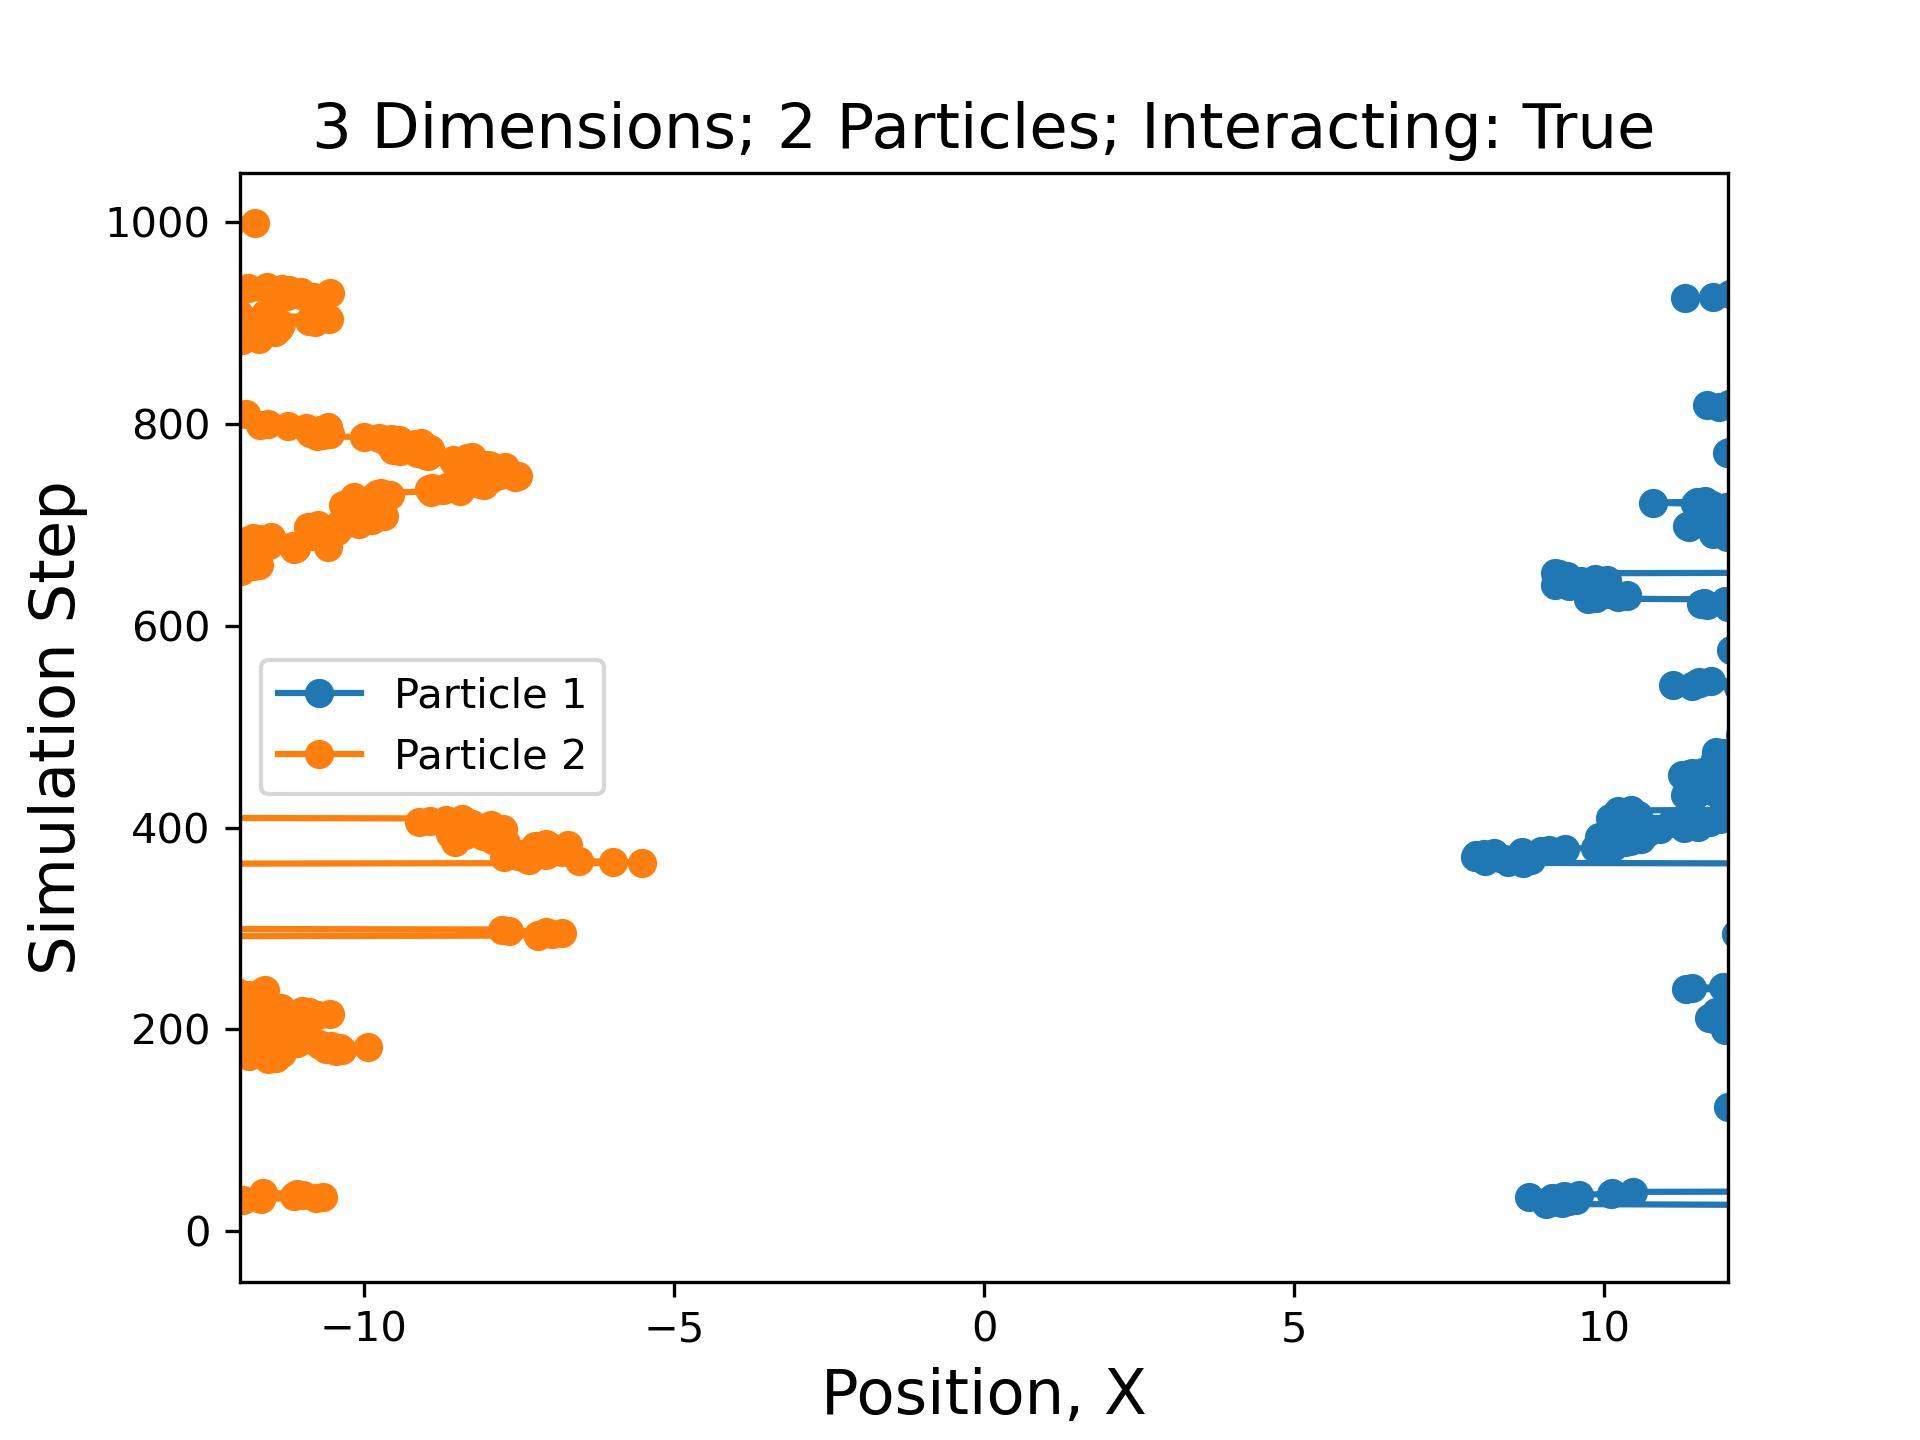 3 Dimensions; 2 Particles; Interacting: True
Simulation Step
1000
800
600
400
200
0
Particle 1
Particle 2
−10
−5
0
5
10
Position, X